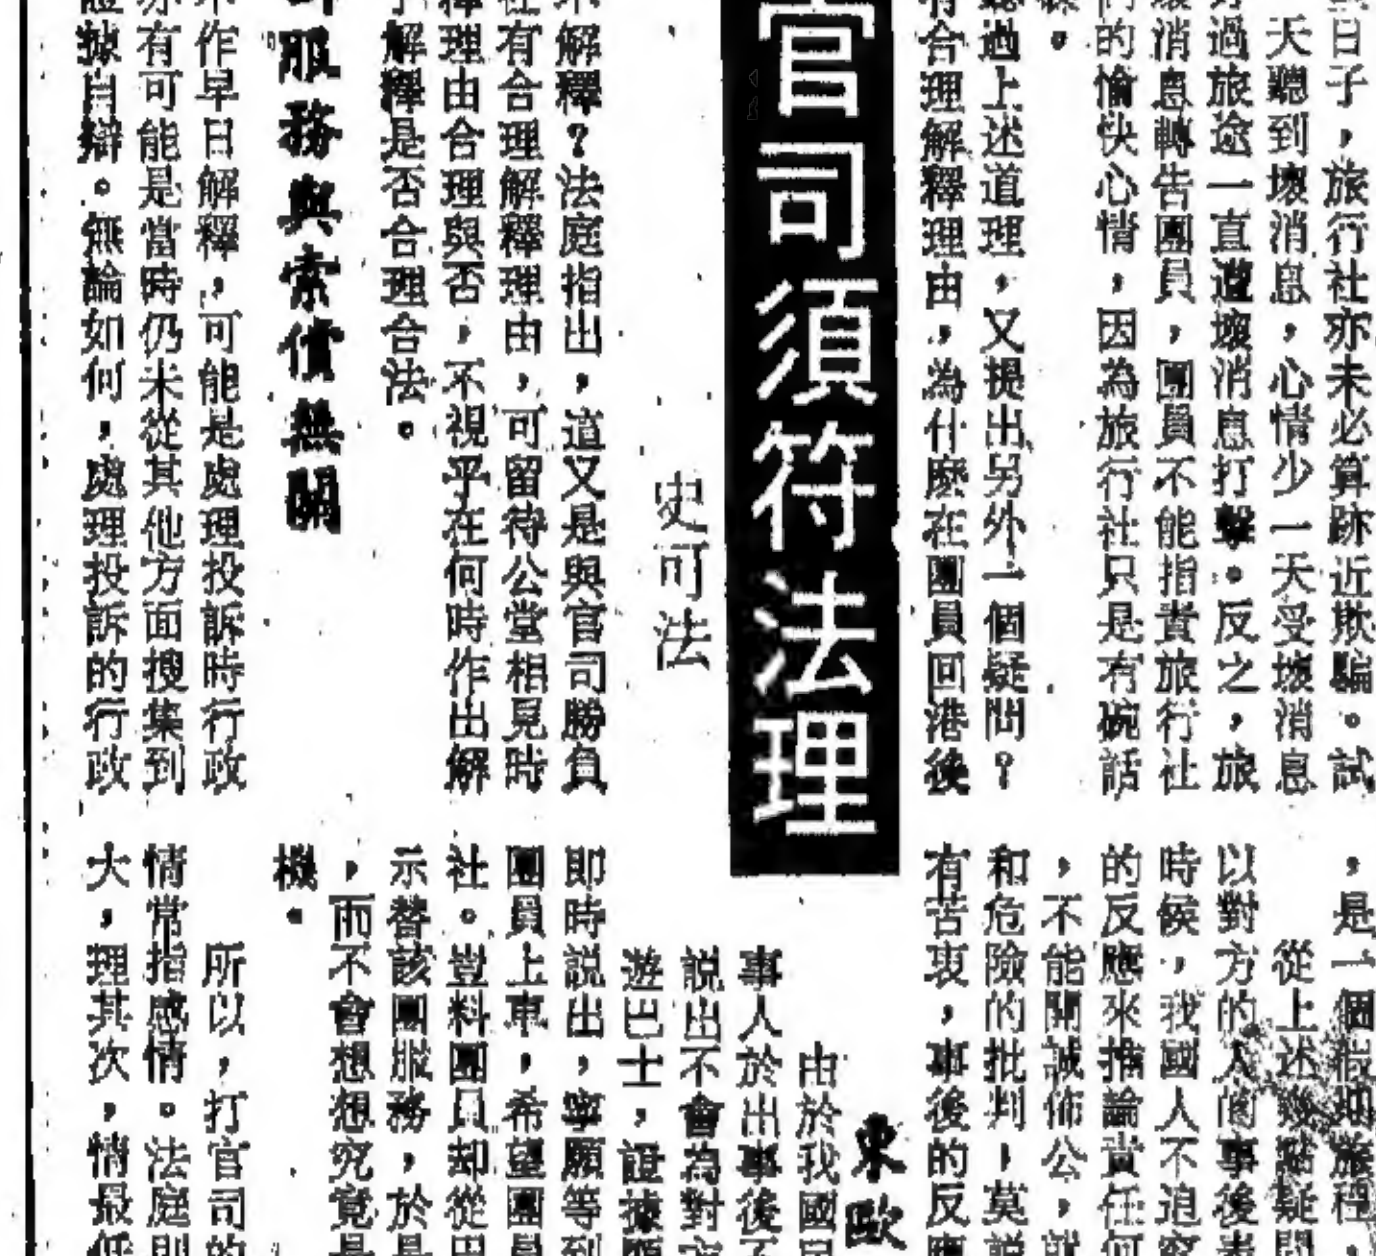 日子，旅行社亦未必算跡近欺騙。試
天聽到壞消息，心情少一天受壞消息
過旅途一直遭壞消息打擊。反之，旅
消息轉告團員，團員不能指責旅行社
的愉快心情，因為旅行社只是有碗話
。
過上述道理，又提出另外一個疑問？
有合理解釋理由，為什麼在團員回港後
官司須符法理
史可法
解釋？法庭指出，這又是與官司勝負
有合理解釋理由，可留待公堂相見時
釋理由合理與否，不視乎在何時作出解
解釋是否合理合法。
服務與索償無關
作早日解釋，可能是處理投訴時行政
亦有可能是當時仍未從其他方面搜集到
證據自辯。無論如何，處理投訴的行政
，是一個假期旅程，
從上述幾點疑問
以對方的人的事後
時候，我國人不追究
的反應來推論責任何
，不能開誠佈公，就
和危險的批判，莫説
有苦衷，事後的反應
東歐
由於我國
事人於出事後不
説出不會為對方
遊巴士，證據顯
即時説出，寧願等到
團員上車，希望團員
社。豈料團員却從巴
示替該團服務，於是
，而不會想想究竟是
機。
所以，打官司的
情常指感情。法庭則
大，理其次，情最低